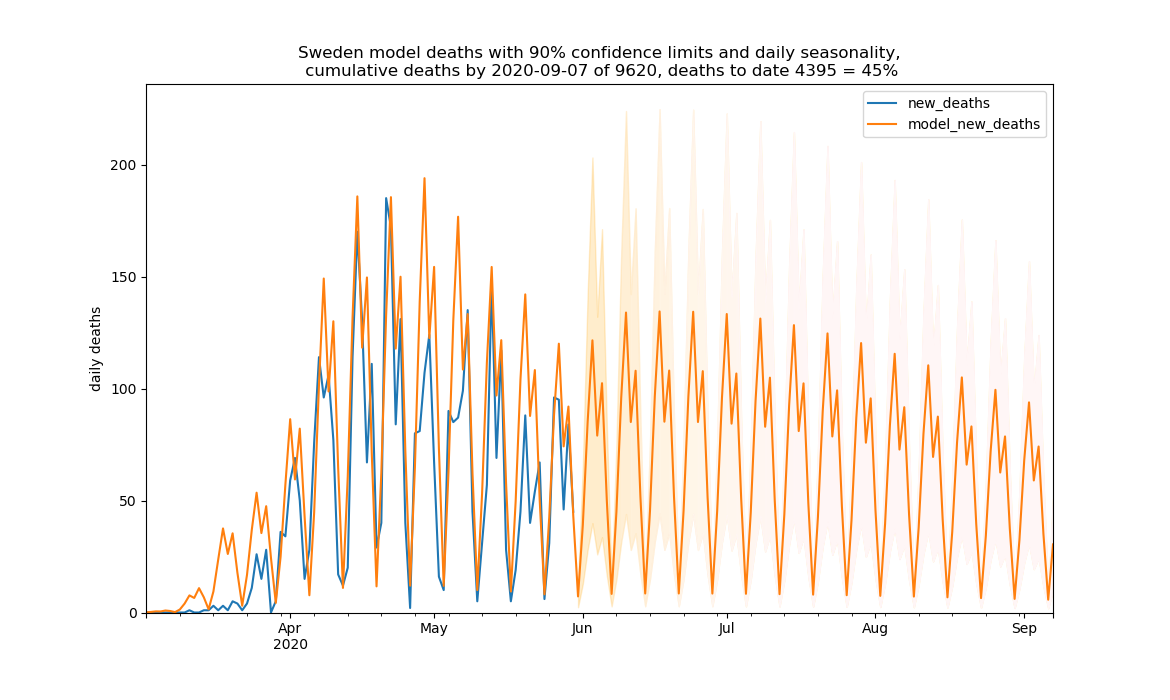 Sweden model deaths with 90% confidence limits and daily seasonality,
cumulative deaths by 2020-09-07 of 9620, deaths to date 4395 = 45%
new_deaths
model_new_deaths
daily deaths
200
150
100
50
0
Apr
2020
May
Jun
Jul
Aug
Sep